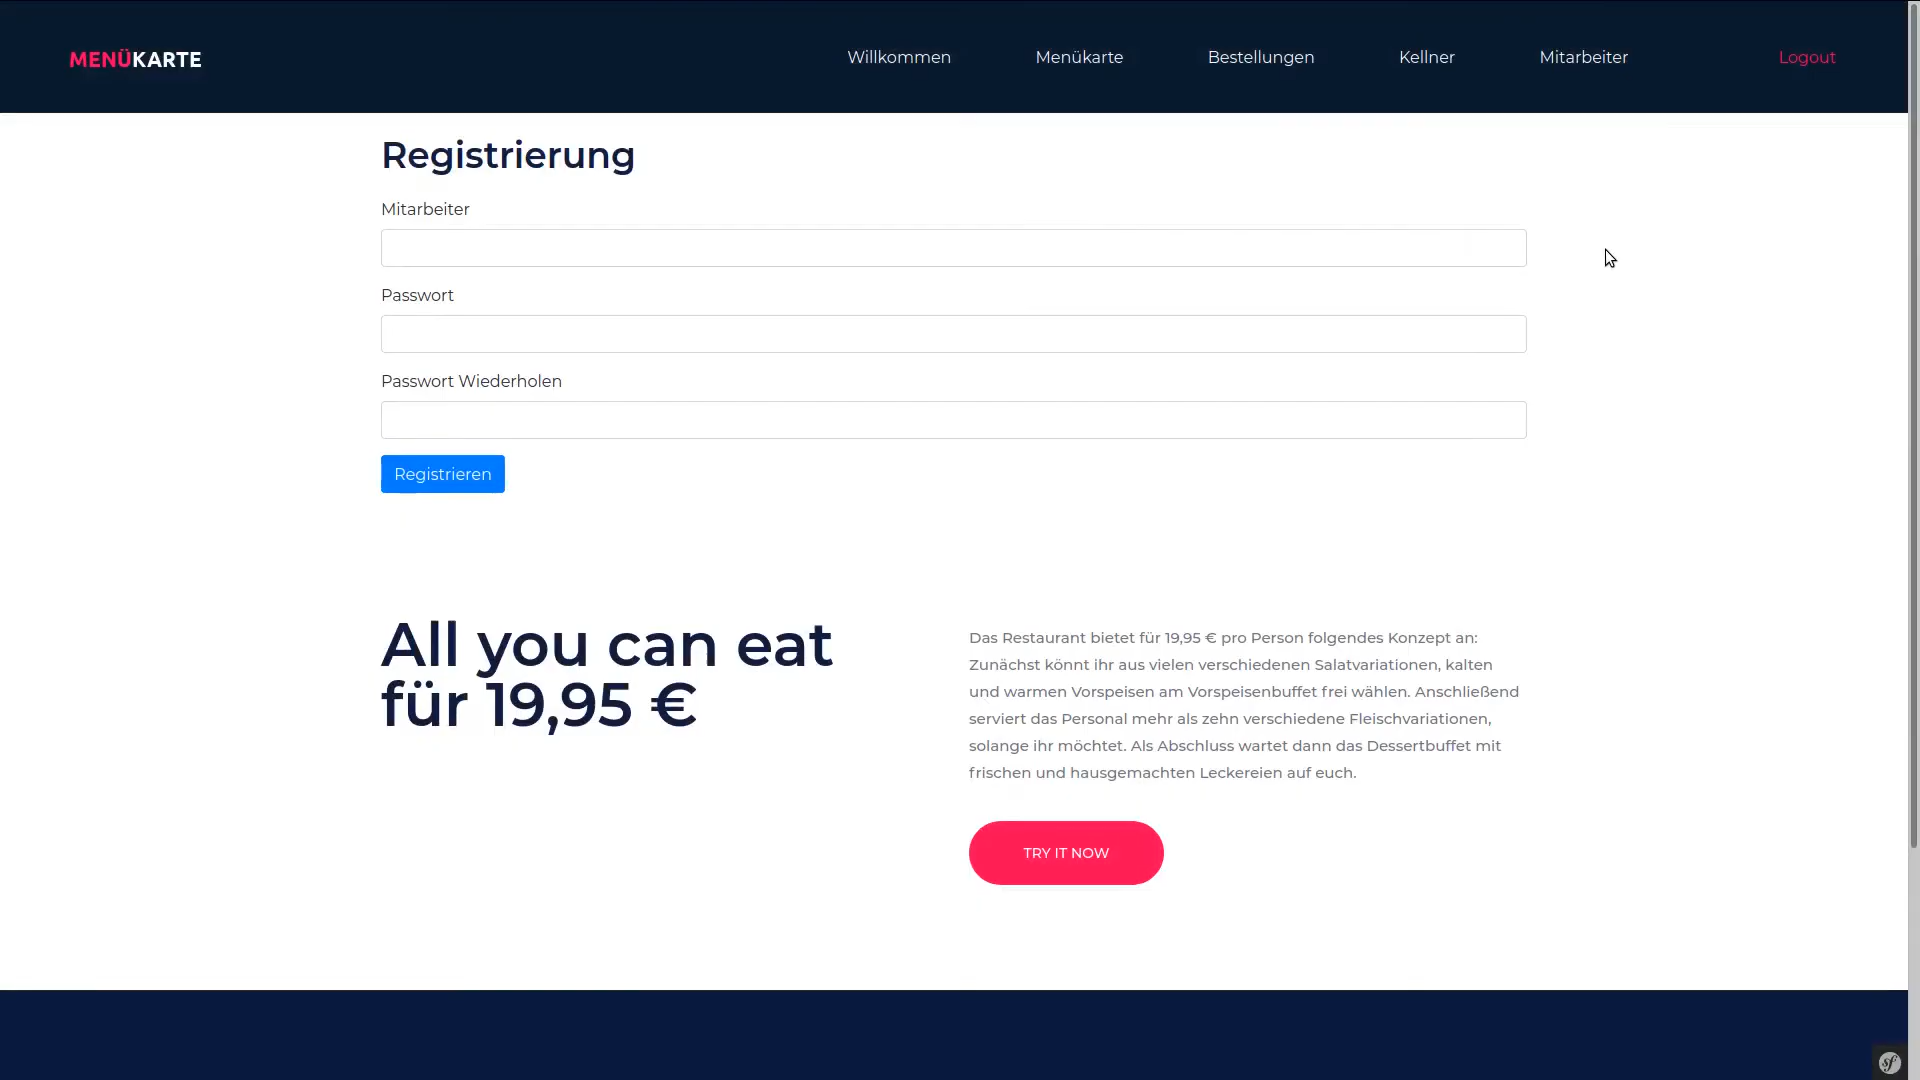 MENÜKARTE
Willkommen
Menükarte
Bestellungen
Kellner
Mitarbeiter
Logout
Registrierung
Mitarbeiter
Passwort
Passwort Wiederholen
Registrieren
All you can eat
für 19,95 €
Das Restaurant bietet für 19,95 € pro Person folgendes Konzept an:
Zunächst könnt ihr aus vielen verschiedenen Salatvariationen, kalten
und warmen Vorspeisen am Vorspeisenbuffet frei wählen. Anschließend
serviert das Personal mehr als zehn verschiedene Fleischvariationen,
solange ihr möchtet. Als Abschluss wartet dann das Dessertbuffet mit
frischen und hausgemachten Leckereien auf euch.
TRY IT NOW
sf